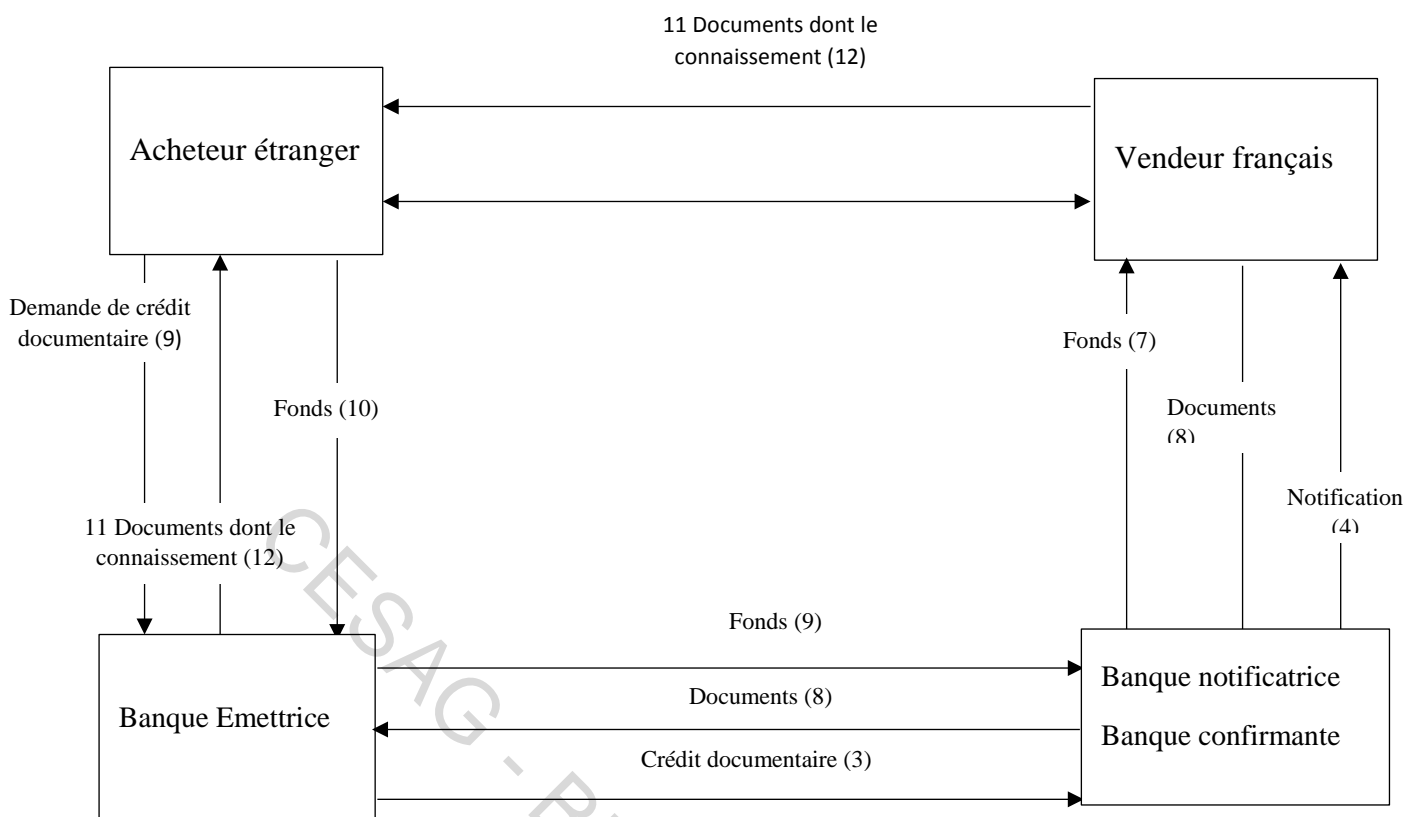 11 Documents dont le
connaissement (12)
Acheteur étranger
Vendeur français
Demande de crédit
documentaire (9)
Fonds (7)
Fonds (10)
Documents
(8)
Notification
(4)
11 Documents dont le
connaissement (12)
Fonds (9)
Banque notificatrice
Documents (8)
Banque Emettrice
Banque confirmante
Crédit documentaire (3)
CESAG -